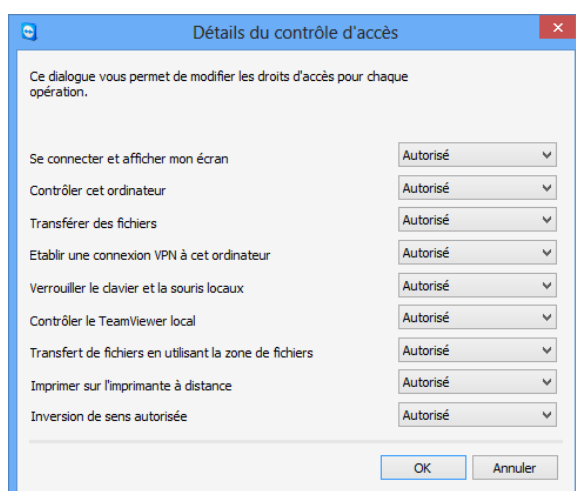 Détails du contrôle d'accès
Ce dialogue vous permet de modifier les droits d'accès pour chaque
opération.
Se connecter et afficher mon écran Autorisé
Contrôler cet ordinateur Autorisé
Transférer des fichiers Autorisé
Etablir une connexion VPN à cet ordinateur Autorisé
Verrouiller le clavier et la souris locaux Autorisé
Contrôler le TeamViewer local Autorisé
Transfert de fichiers en utilisant la zone de fichiers Autorisé
Imprimer sur l'imprimante à distance Autorisé
Inversion de sens autorisée Autorisé
OK Annuler